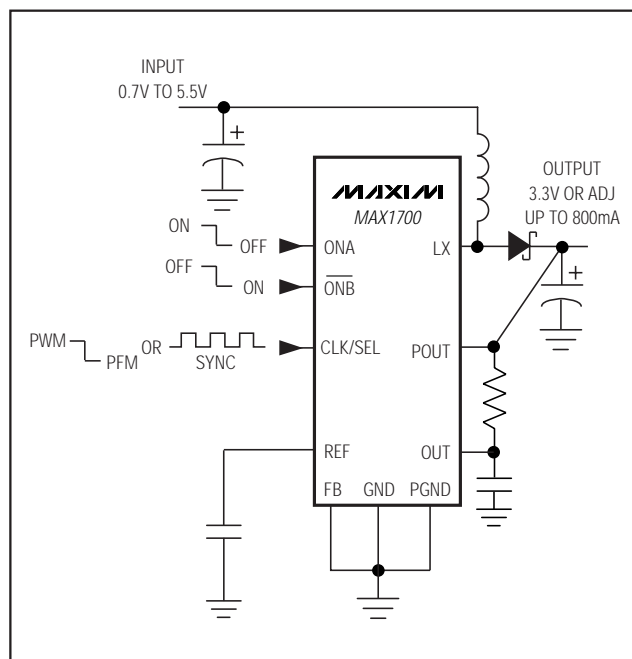 INPUT
0.7V TO 5.5V
+
MAXIM
MAX1700
OUTPUT
3.3V OR ADJ
UP TO 800mA
+
ON
OFF
ONA
LX
OFF
ON
ONB
PWM
PFM
OR
SYNC
CLK/SEL
POUT
REF
OUT
FB GND PGND